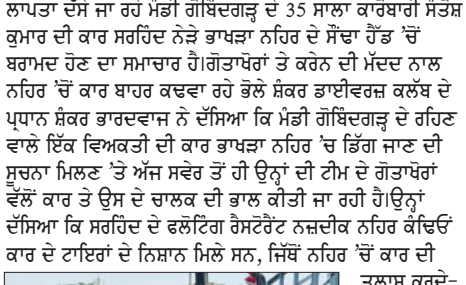 ਲਾਪਤਾ ਦੱਸੇ ਜਾ ਰਹੇ ਮੰਡੀ ਗੋਬਿੰਦਗੜ੍ਹ ਦੇ 35 ਸਾਲਾ ਕਾਰੋਬਾਰੀ ਸੰਤੋਸ਼
ਕੁਮਾਰ ਦੀ ਕਾਰ ਸਰਹਿੰਦ ਨੇੜੇ ਭਾਖੜਾ ਨਹਿਰ ਦੇ ਸੌਂਢਾ ਹੈੱਡ ’ਚੋਂ
ਬਰਾਮਦ ਹੋਣ ਦਾ ਸਮਾਚਾਰ ਹੈ।ਗੋਤਾਖੋਰਾਂ ਤੇ ਕਰੇਨ ਦੀ ਮੱਦਦ ਨਾਲ
ਨਹਿਰ ’ਚੋਂ ਕਾਰ ਬਾਹਰ ਕਢਵਾ ਰਹੇ ਭੋਲੇ ਸ਼ੰਕਰ ਡਾਈਵਰਜ਼ ਕਲੱਬ ਦੇ
ਪ੍ਰਧਾਨ ਸ਼ੰਕਰ ਭਾਰਦਵਾਜ ਨੇ ਦੱਸਿਆ ਕਿ ਮੰਡੀ ਗੋਬਿੰਦਗੜ੍ਹ ਦੇ ਰਹਿਣ
ਵਾਲੇ ਇੱਕ ਵਿਅਕਤੀ ਦੀ ਕਾਰ ਭਾਖੜਾ ਨਹਿਰ ’ਚ ਡਿੱਗ ਜਾਣ ਦੀ
ਸੂਚਨਾ ਮਿਲਣ ’ਤੇ ਅੱਜ ਸਵੇਰ ਤੋਂ ਹੀ ਉਨ੍ਹਾਂ ਦੀ ਟੀਮ ਦੇ ਗੋਤਾਖੋਰਾਂ
ਵੱਲੋਂ ਕਾਰ ਤੇ ਉਸ ਦੇ ਚਾਲਕ ਦੀ ਭਾਲ ਕੀਤੀ ਜਾ ਰਹੀ ਹੈ।ਉਨ੍ਹਾਂ
ਦੱਸਿਆ ਕਿ ਸਰਹਿੰਦ ਦੇ ਫਲੋਟਿੰਗ ਰੈਸਟੋਰੈਂਟ ਨਜ਼ਦੀਕ ਨਹਿਰ ਕੰਢਿਓਂ
ਕਾਰ ਦੇ ਟਾਇਰਾਂ ਦੇ ਨਿਸ਼ਾਨ ਮਿਲੇ ਸਨ, ਜਿੱਥੋਂ ਨਹਿਰ ’ਚੋਂ ਕਾਰ ਦੀ
ਤਲਾਸ਼ ਕਰਦੇ-